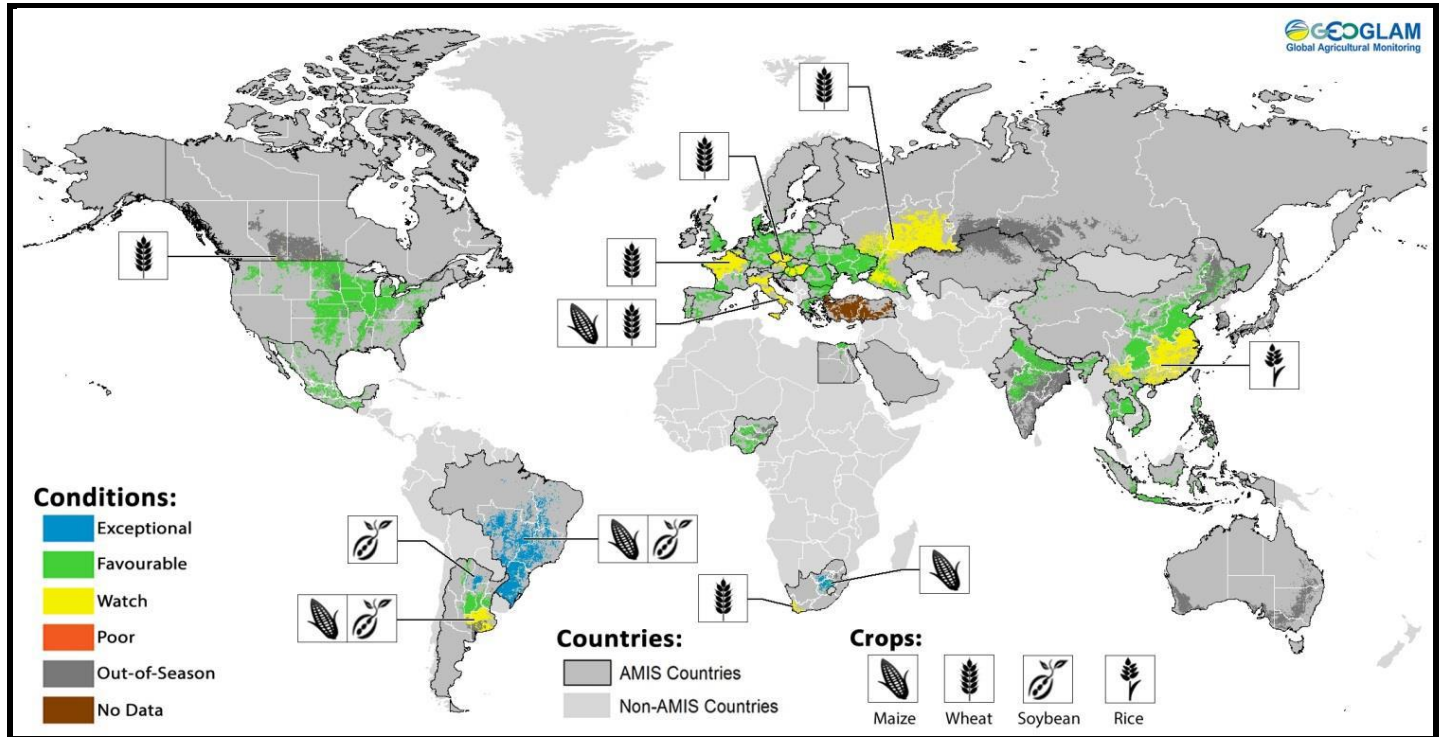 GEOGLAM
Global Agricultural Monitoring
Conditions:
Exceptional
Favourable
Watch
Poor
Out-of-Season
No Data
Countries:
AMIS Countries
Non-AMIS Countries
Crops:
Maize
Wheat
Soybean
Rice